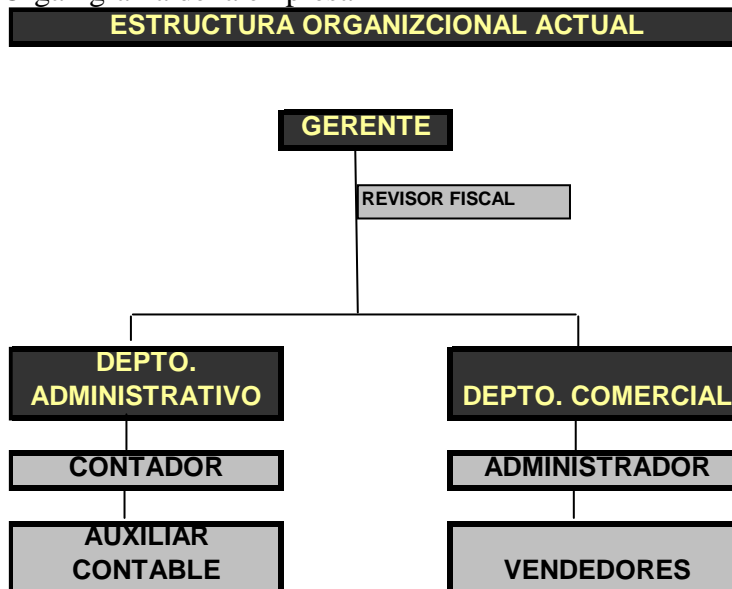 ESTRUCTURA ORGANIZCIONAL ACTUAL
GERENTE
REVISOR FISCAL
DEPTO.
ADMINISTRATIVO
DEPTO. COMERCIAL
CONTADOR
ADMINISTRADOR
AUXILIAR
CONTABLE
VENDEDORES